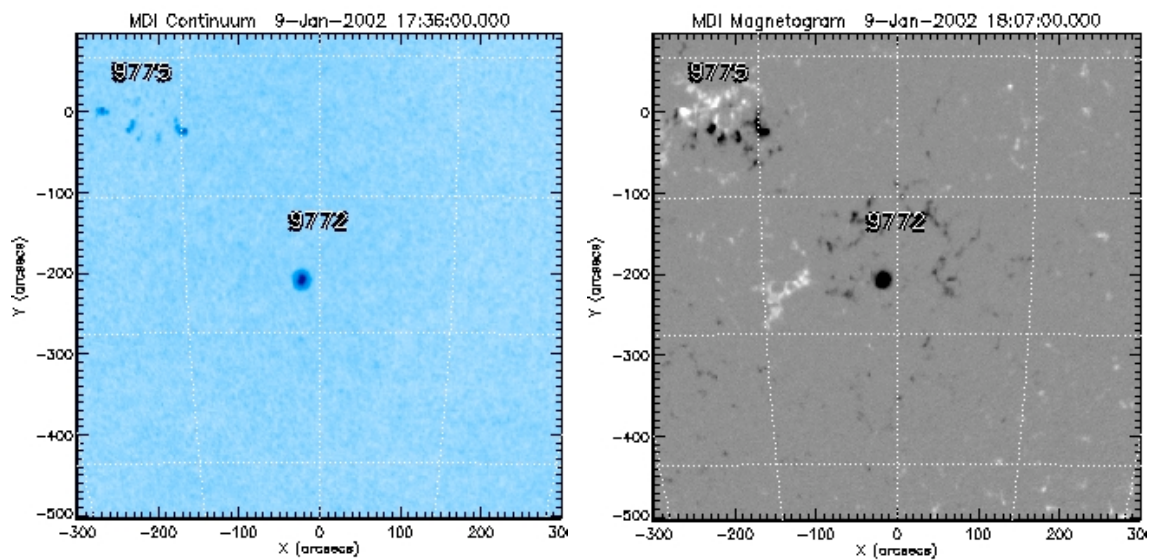 MDI Continuum 9-Jan-2002 17:36:00.000
9775
9772
0
-100
-200
-300
-400
-500
Y (arcsecs)
-300 -200 -100 0 100 200 30
X (arcsecs)
MDI Magnetogram 9-Jan-2002 18:07:00.000
9775
9772
0
-100
-200
-300
-400
-500
Y (arcsecs)
-300 -200 -100 0 100 200 300
X (arcsecs)